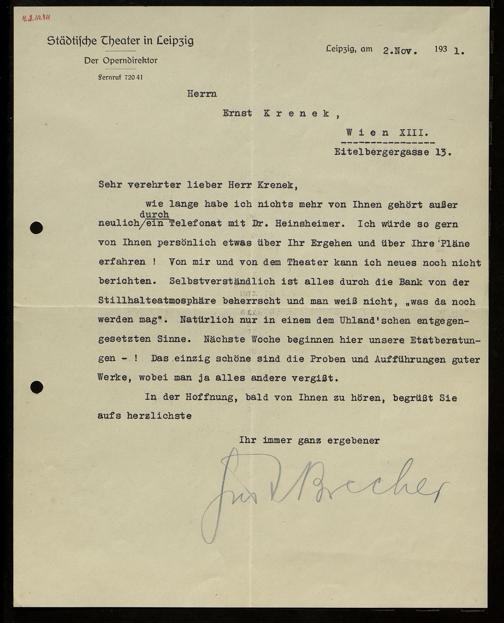 Städtische Theater in Leipzig
Der Operndirektor
Fernruf 720 41
Leipzig, am 2.Nov. 1931.
Herrn
Ernst K r e n e k ,
W i e n XIII.
Eitelbergergasse 13.
Sehr verehrter lieber Herr Krenek,
wie lange habe ich nichts mehr von Ihnen gehört außer
durch
neulich/ein Telefonat mit Dr. Heinsheimer. Ich würde so gern
von Ihnen persönlich etwas über Ihr Ergehen und über Ihre Pläne
erfahren ! Von mir und von dem Theater kann ich neues noch nicht
berichten. Selbstverständlich ist alles durch die Bank von der
Stillhalteatmosphäre beherrscht und man weiß nicht, „was da noch
werden mag". Natürlich nur in einem dem Uhland'schen entgegen-
gesetzten Sinne. Nächste Woche beginnen hier unsere Etatberatun-
gen - ! Das einzig schöne sind die Proben und Aufführungen guter
Werke, wobei man ja alles andere vergißt.
In der Hoffnung, bald von Ihnen zu hören, begrüßt Sie
aufs herzlichste
Ihr immer ganz ergebener
Brecher